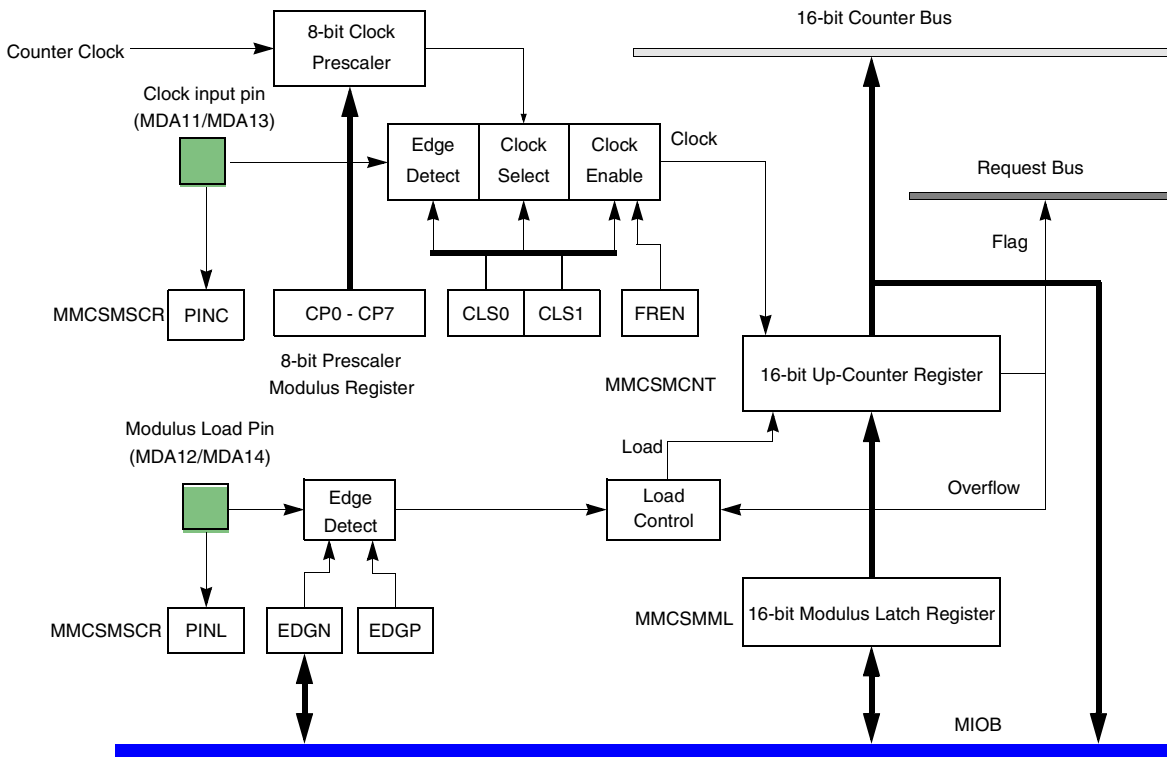 16-bit Counter Bus
8-bit Clock
Prescaler
Counter Clock
Clock input pin
(MDA11/MDA13)
Edge
Detect
Clock
Select
Clock
Enable
Clock
Request Bus
Flag
MMCSMSCR
PINC
CP0 - CP7
CLS0
CLS1
FREN
8-bit Prescaler
Modulus Register
MMCSMCNT
16-bit Up-Counter Register
Modulus Load Pin
(MDA12/MDA14)
Load
Edge
Detect
Load
Control
Overflow
MMCSMSCR
PINL
EDGN
EDGP
MMCSMML
16-bit Modulus Latch Register
MIOB